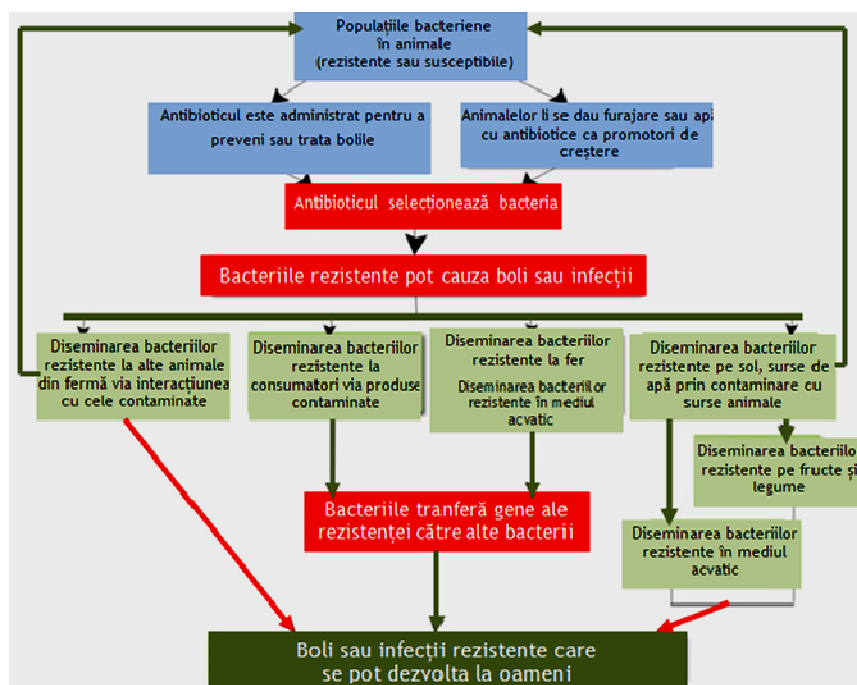 Populațiile bacteriene
în animale
(rezistente sau susceptibile)
Antibioticul este administrat pentru a
preveni sau trata bolile
Animalelor li se dau furajare sau apă
cu antibiotice ca promotori de
creștere
Antibioticul selecționează bacteria
Bacteriile rezistente pot cauza boli sau infecții
Diseminarea bacteriilor
rezistente la alte animale
din fermă via interacțiunea
cu cele contaminate
Diseminarea bacteriilor
rezistente la
consumatori via produse
contaminate
Diseminarea bacteriilor
rezistente la fer
Diseminarea bacteriilor
rezistente în mediul
acvatic
Diseminarea bacteriilor
rezistente pe sol, surse de
apă prin contaminare cu
surse animale
Diseminarea bacteriilor
rezistente pe fructe și
legume
Bacteriile tranferă gene ale
rezistenței către alte bacterii
Diseminarea bacteriilor
rezistente în mediul
acvatic
Boli sau infecții rezistente care
se pot dezvolta la oameni